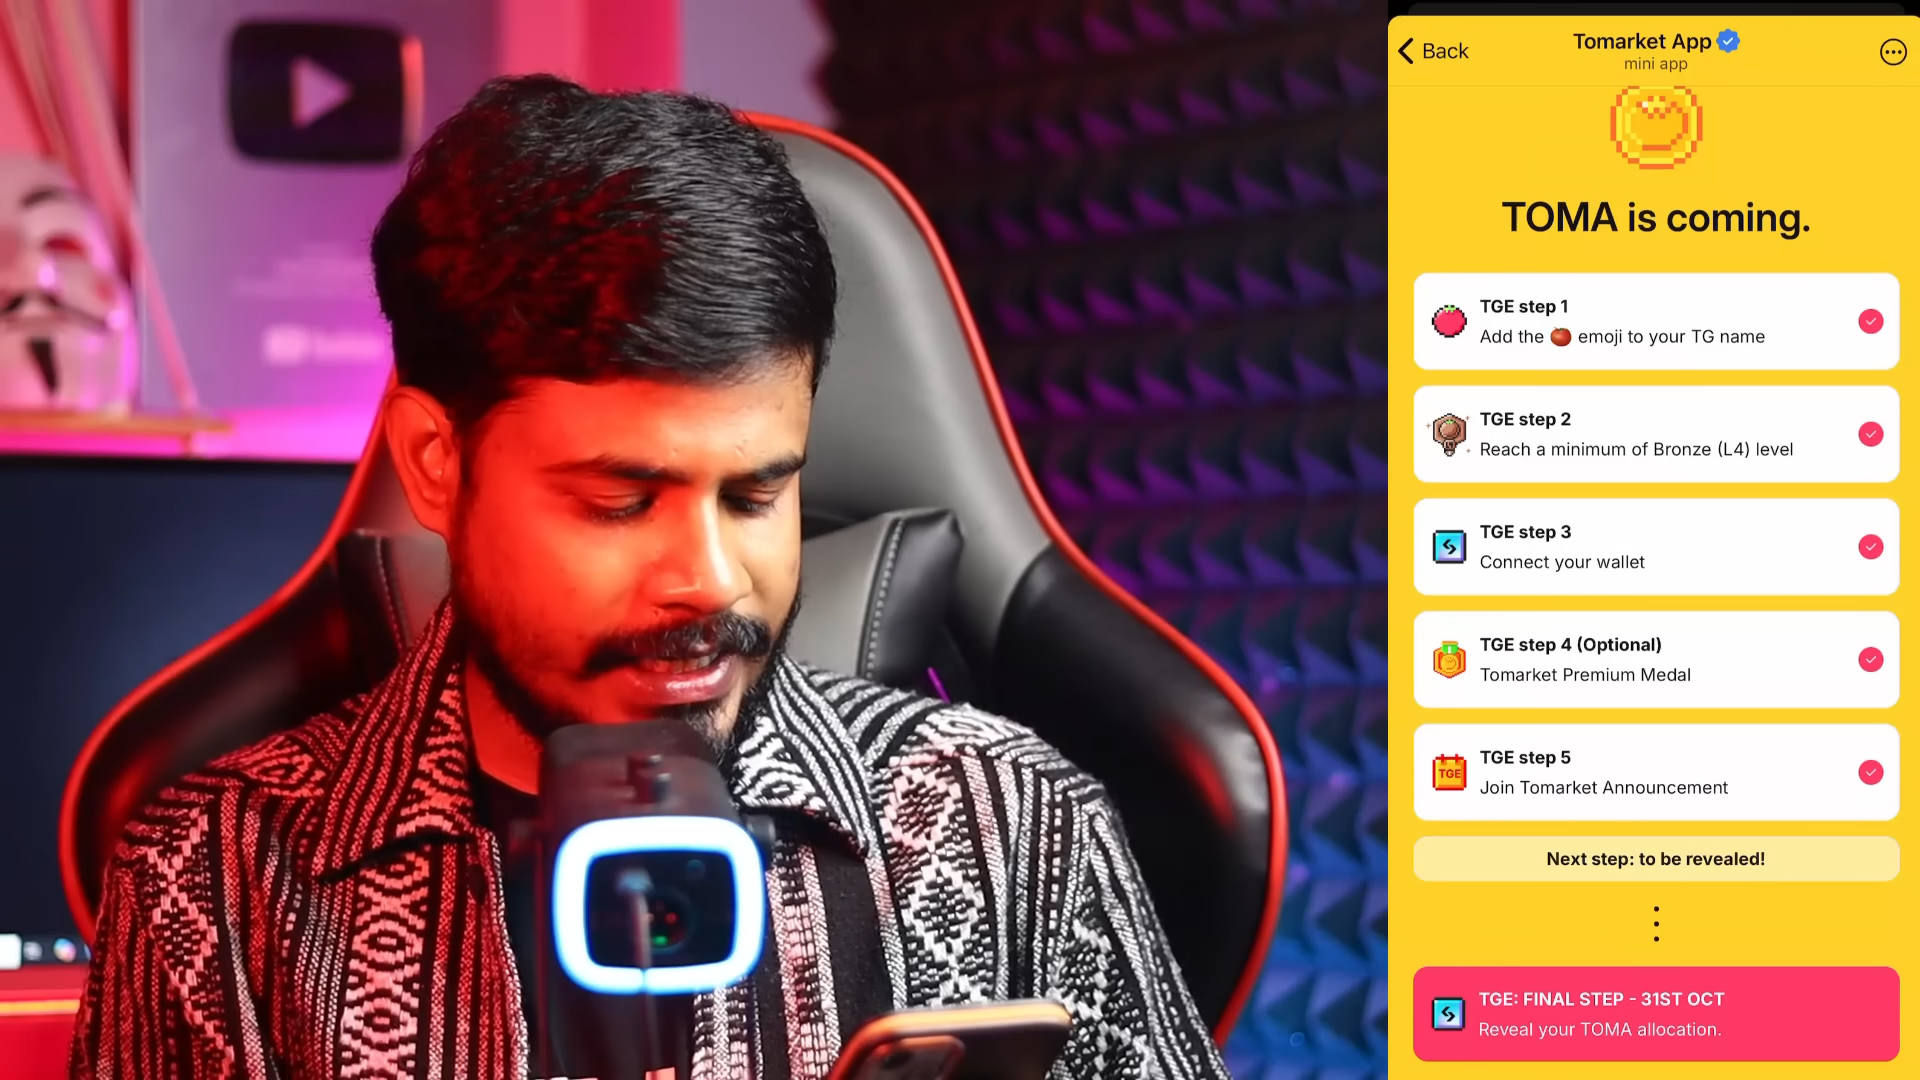 Back
Tomarket App
mini app
TOMA is coming.
TGE step 1
Add the 🍅 emoji to your TG name
TGE step 2
Reach a minimum of Bronze (L4) level
TGE step 3
Connect your wallet
TGE step 4 (Optional)
Tomarket Premium Medal
TGE
TGE step 5
Join Tomarket Announcement
Next step: to be revealed!
TGE: FINAL STEP - 31ST OCT
Reveal your TOMA allocation.